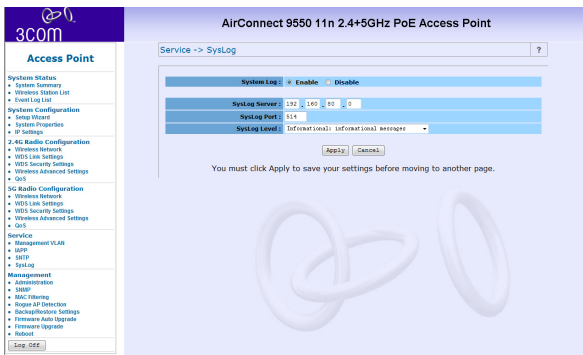 3COM
AirConnect 9550 11n 2.4+5GHz PoE Access Point
Access Point
System Status
System Summary
Wireless Station List
Event Log List
System Configuration
Setup Wizard
System Properties
IP Settings
2.4G Radio Configuration
Wireless Network
WDS Link Settings
WDS Security Settings
Wireless Advanced Settings
QoS
5G Radio Configuration
Wireless Network
WDS Link Settings
WDS Security Settings
Wireless Advanced Settings
QoS
Service
Management VLAN
IAPP
SNTP
SysLog
Management
Administration
SNMP
MAC Filtering
Rogue AP Detection
Backup/Restore Settings
Firmware Auto Upgrade
Firmware Upgrade
Reboot
Log Off
Service -> SysLog ?
System Log : Enable Disable
SysLog Server : 192 . 160 . 80 . 0
SysLog Port : 514
SysLog Level : Informational: informational messages
Apply Cancel
You must click Apply to save your settings before moving to another page.